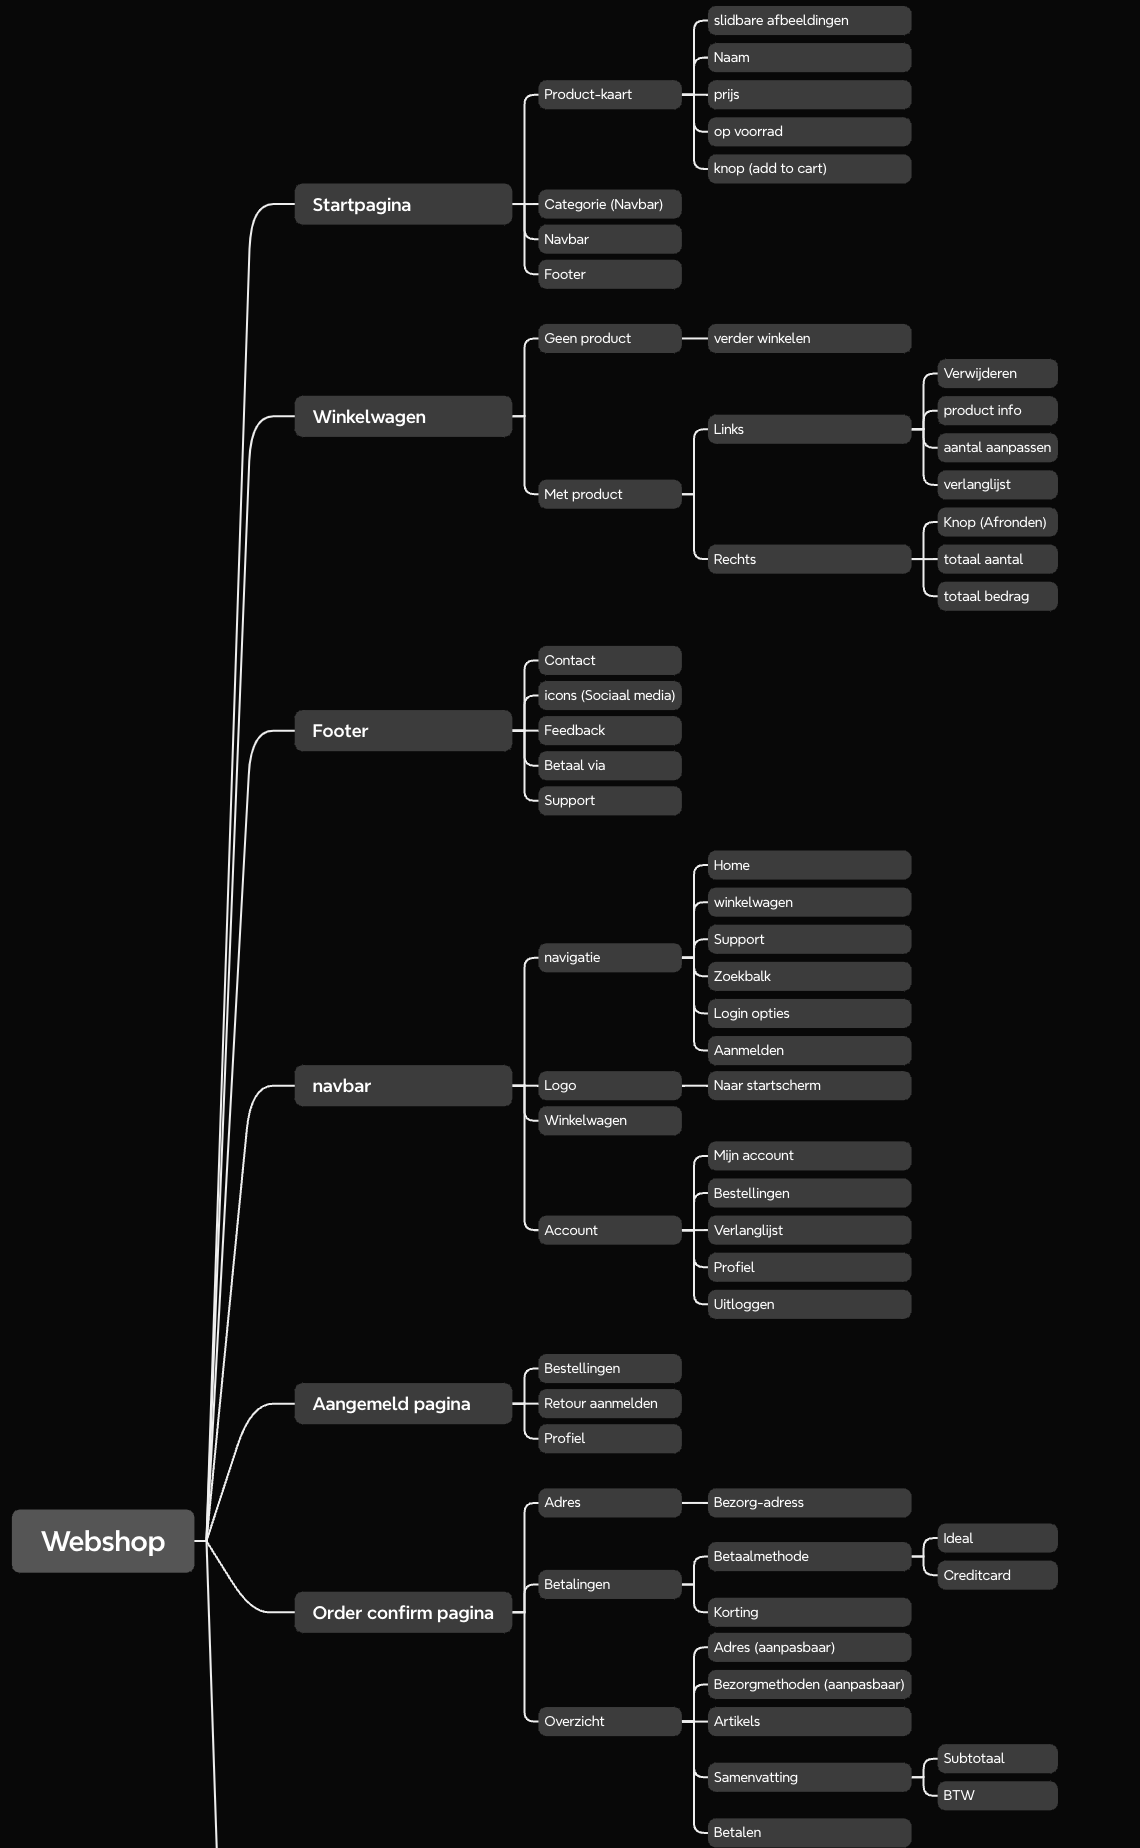 Webshop
Startpagina
Product-kaart
slidbare afbeeldingen
Naam
prijs
op voorrad
knop (add to cart)
Categorie (Navbar)
Navbar
Footer
Winkelwagen
Geen product
verder winkelen
Met product
Links
Verwijderen
product info
aantal aanpassen
verlanglijst
Rechts
Knop (Afronden)
totaal aantal
totaal bedrag
Footer
Contact
icons (Sociaal media)
Feedback
Betaal via
Support
navbar
navigatie
Home
winkelwagen
Support
Zoekbalk
Login opties
Aanmelden
Logo
Naar startscherm
Winkelwagen
Account
Mijn account
Bestellingen
Verlanglijst
Profiel
Uitloggen
Aangemeld pagina
Bestellingen
Retour aanmelden
Profiel
Order confirm pagina
Adres
Bezorg-adress
Betalingen
Betaalmethode
Ideal
Creditcard
Korting
Overzicht
Adres (aanpasbaar)
Bezorgmethoden (aanpasbaar)
Artikels
Samenvatting
Subtotaal
BTW
Betalen